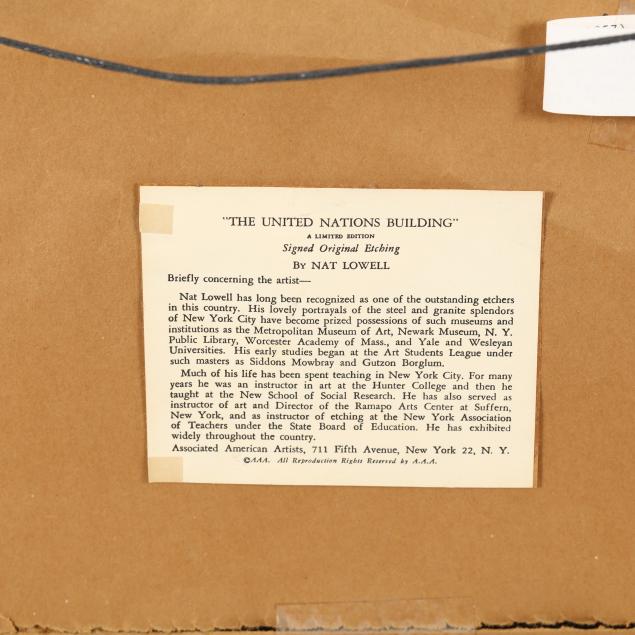 "THE UNITED NATIONS BUILDING"
A LIMITED EDITION
Signed Original Etching
BY NAT LOWELL
Briefly concerning the artist—
Nat Lowell has long been recognized as one of the outstanding etchers
in this country. His lovely portrayals of the steel and granite splendors
of New York City have become prized possessions of such museums and
institutions as the Metropolitan Museum of Art, Newark Museum, N. Y.
Public Library, Worcester Academy of Mass., and Yale and Wesleyan
Universities. His early studies began at the Art Students League under
such masters as Siddons Mowbray and Gutzon Borglum.
Much of his life has been spent teaching in New York City. For many
years he was an instructor in art at the Hunter College and then he
taught at the New School of Social Research. He has also served as
instructor of art and Director of the Ramapo Arts Center at Suffern,
New York, and as instructor of etching at the New York Association
of Teachers under the State Board of Education. He has exhibited
widely throughout the country.
Associated American Artists, 711 Fifth Avenue, New York 22, N. Y.
©AAA. All Reproduction Rights Reserved by A.A.A.